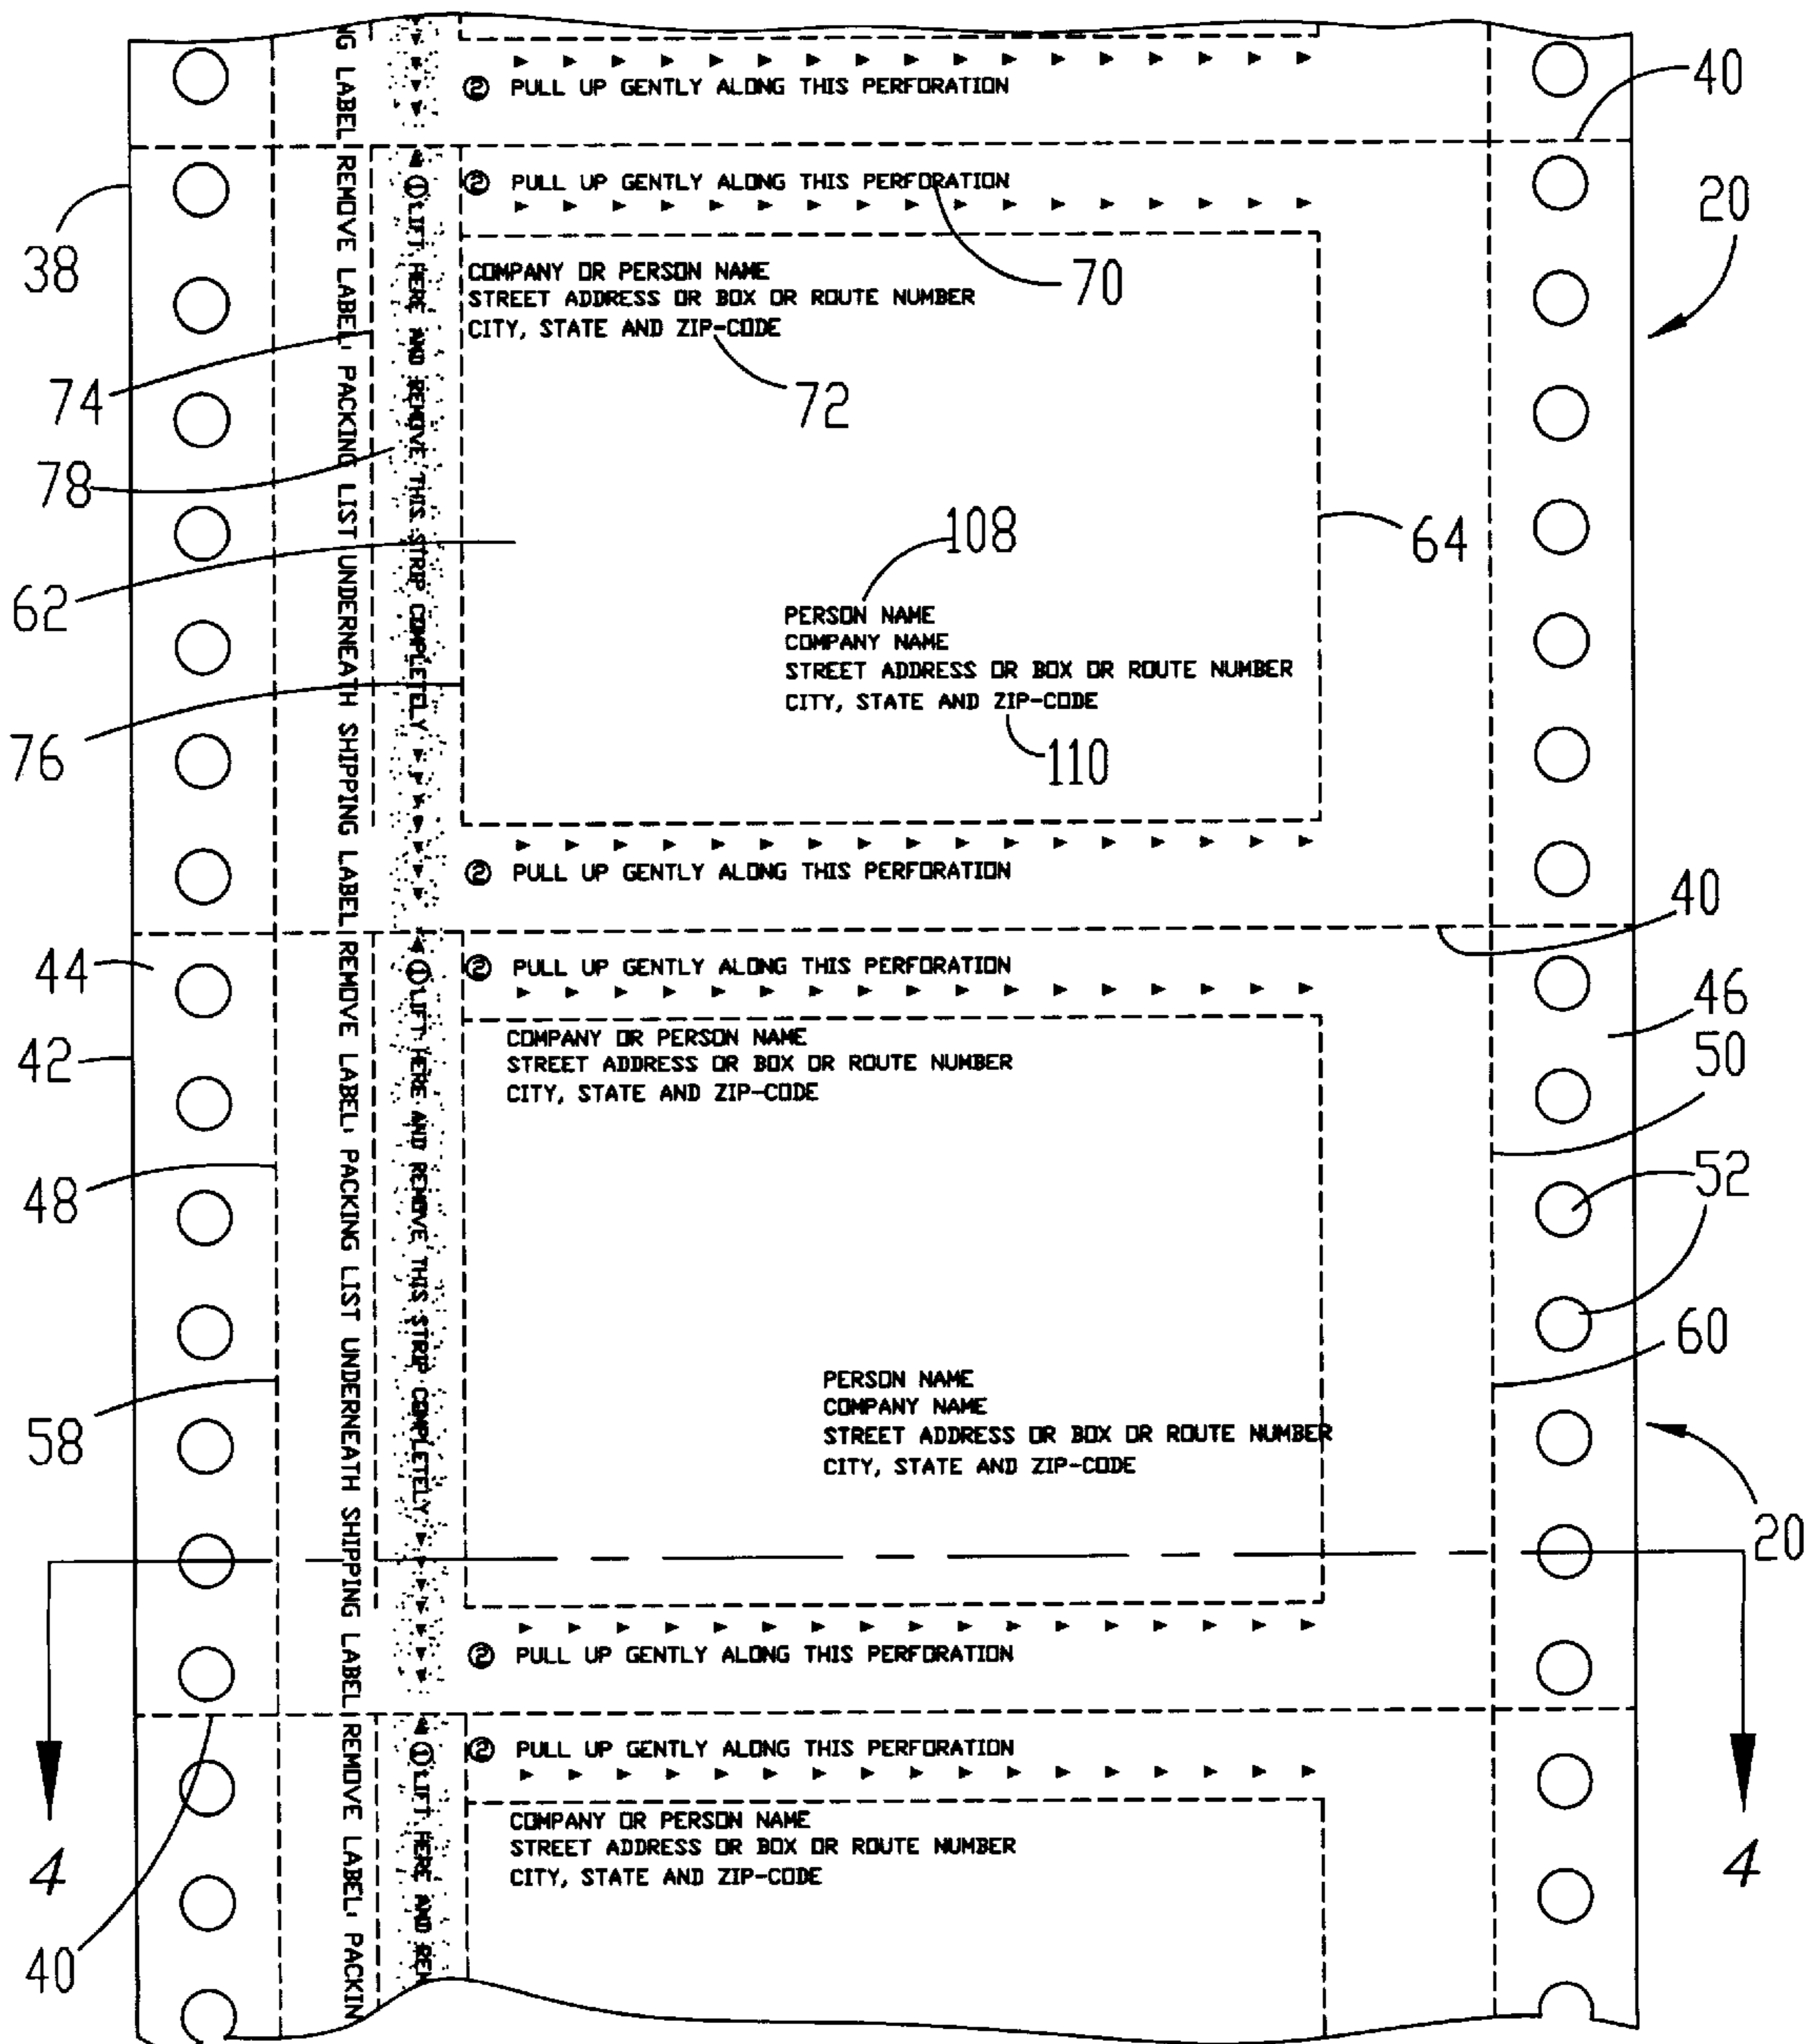 NG LABEL REMOVE LABEL; PACKING LIST UNDERNEATH SHIPPING LABEL REMOVE LABEL; PACKING LIST UNDERNEATH SHIPPING LABEL REMOVE LABEL; PACKIN
② PULL UP GENTLY ALONG THIS PERFORATION
40
38
① LIFT HERE AND REMOVE THIS STRIP COMPLETELY
② PULL UP GENTLY ALONG THIS PERFORATION
20
70
COMPANY OR PERSON NAME
STREET ADDRESS OR BOX OR ROUTE NUMBER
CITY, STATE AND ZIP-CODE
74
72
78
108
64
62
PERSON NAME
COMPANY NAME
STREET ADDRESS OR BOX OR ROUTE NUMBER
CITY, STATE AND ZIP-CODE
76
110
② PULL UP GENTLY ALONG THIS PERFORATION
40
44
① LIFT HERE AND REMOVE THIS STRIP COMPLETELY
② PULL UP GENTLY ALONG THIS PERFORATION
46
42
50
COMPANY OR PERSON NAME
STREET ADDRESS OR BOX OR ROUTE NUMBER
CITY, STATE AND ZIP-CODE
48
52
60
58
PERSON NAME
COMPANY NAME
STREET ADDRESS OR BOX OR ROUTE NUMBER
CITY, STATE AND ZIP-CODE
20
② PULL UP GENTLY ALONG THIS PERFORATION
① LIFT HERE AND REM
② PULL UP GENTLY ALONG THIS PERFORATION
COMPANY OR PERSON NAME
STREET ADDRESS OR BOX OR ROUTE NUMBER
CITY, STATE AND ZIP-CODE
4
4
40